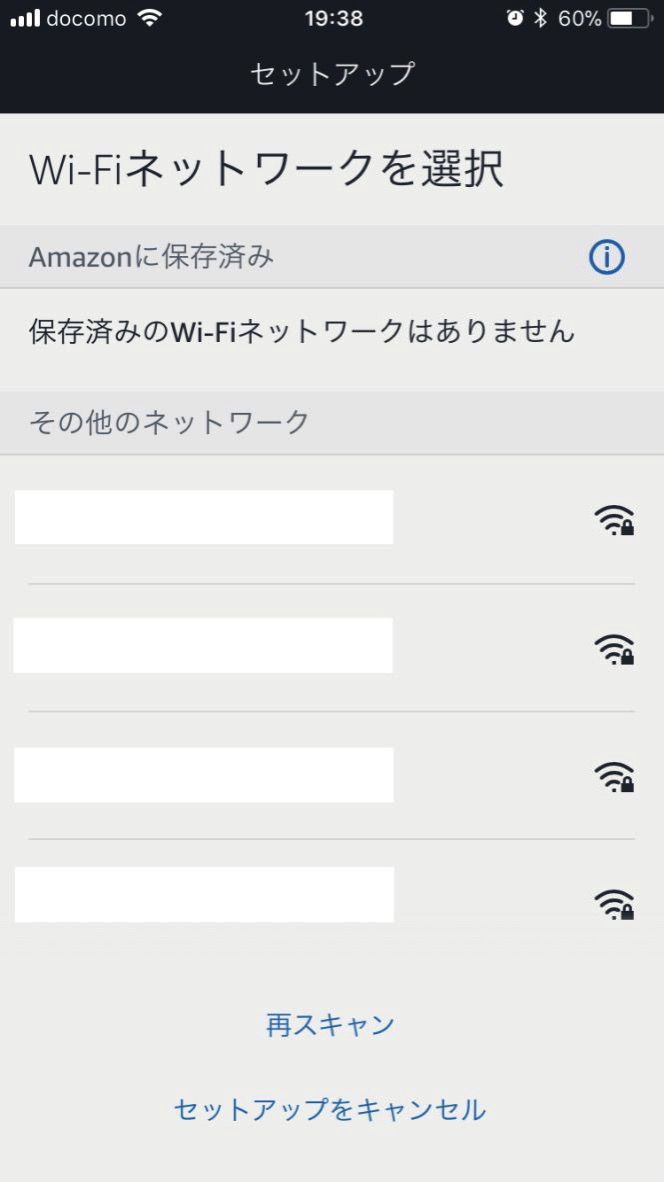 docomo 19:38 60%
セットアップ
Wi-Fiネットワークを選択
Amazonに保存済み
保存済みのWi-Fiネットワークはありません
その他のネットワーク
再スキャン
セットアップをキャンセル